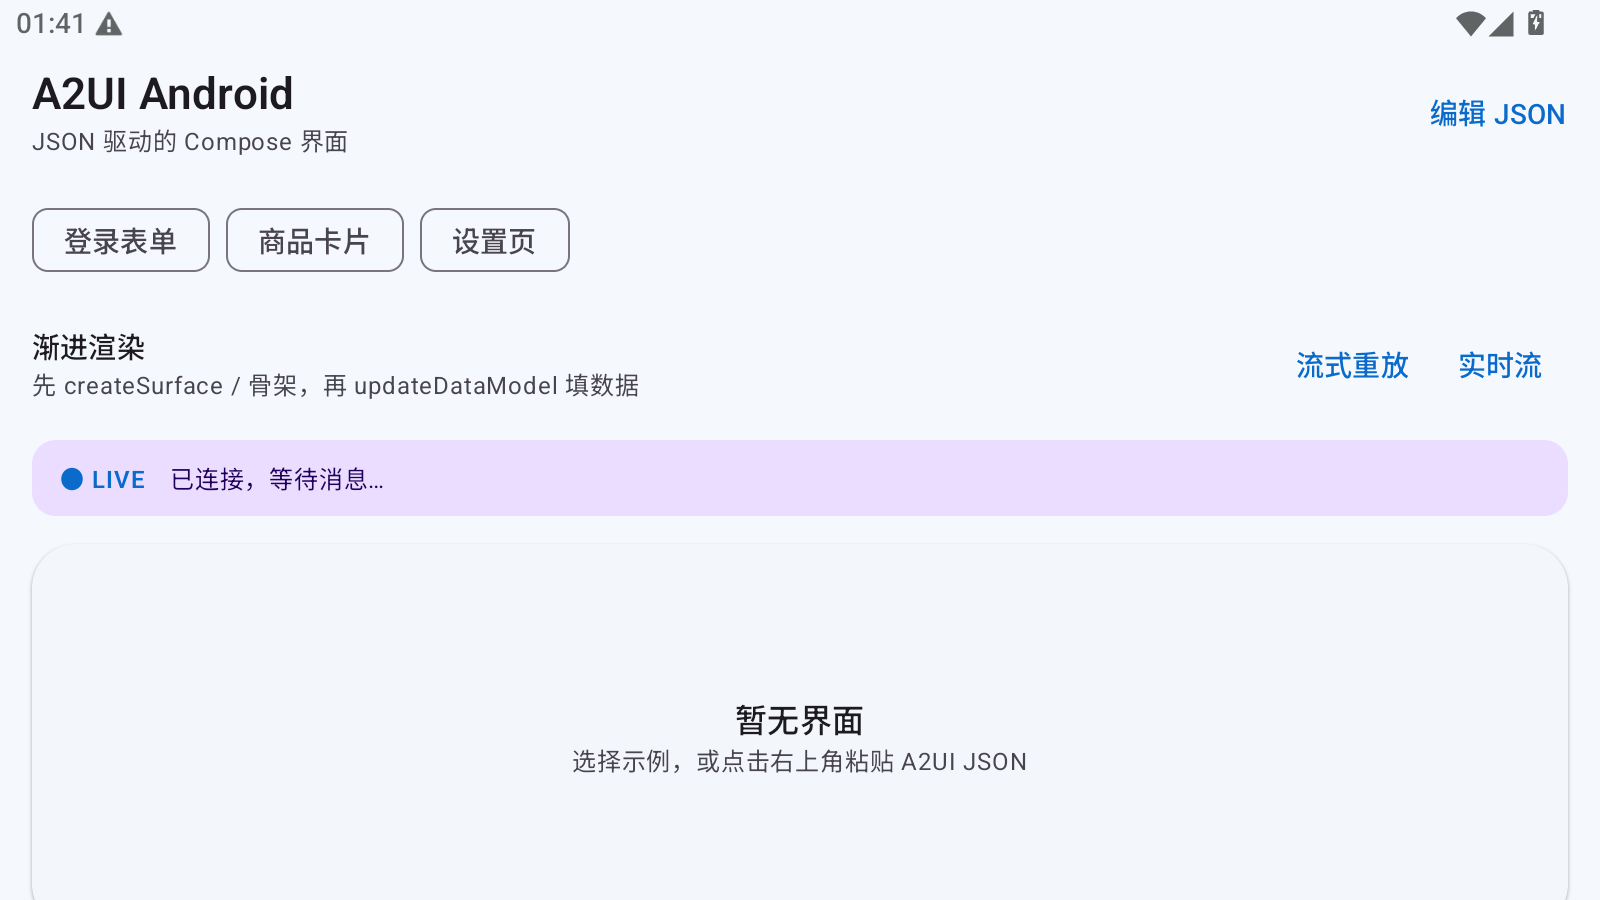 01:41
A2UI Android
JSON 驱动的 Compose 界面
编辑 JSON
登录表单
商品卡片
设置页
渐进渲染
先 createSurface / 骨架，再 updateDataModel 填数据
流式重放
实时流
LIVE 已连接，等待消息…
暂无界面
选择示例，或点击右上角粘贴 A2UI JSON